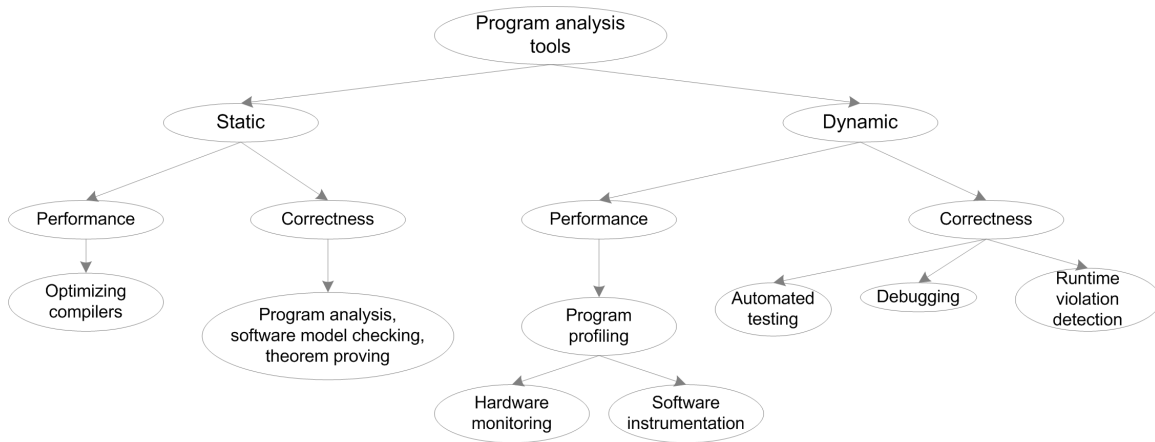 Program analysis
tools
Static
Dynamic
Performance
Correctness
Performance
Correctness
Optimizing
compilers
Program analysis,
software model checking,
theorem proving
Program
profiling
Automated
testing
Debugging
Runtime
violation
detection
Hardware
monitoring
Software
instrumentation